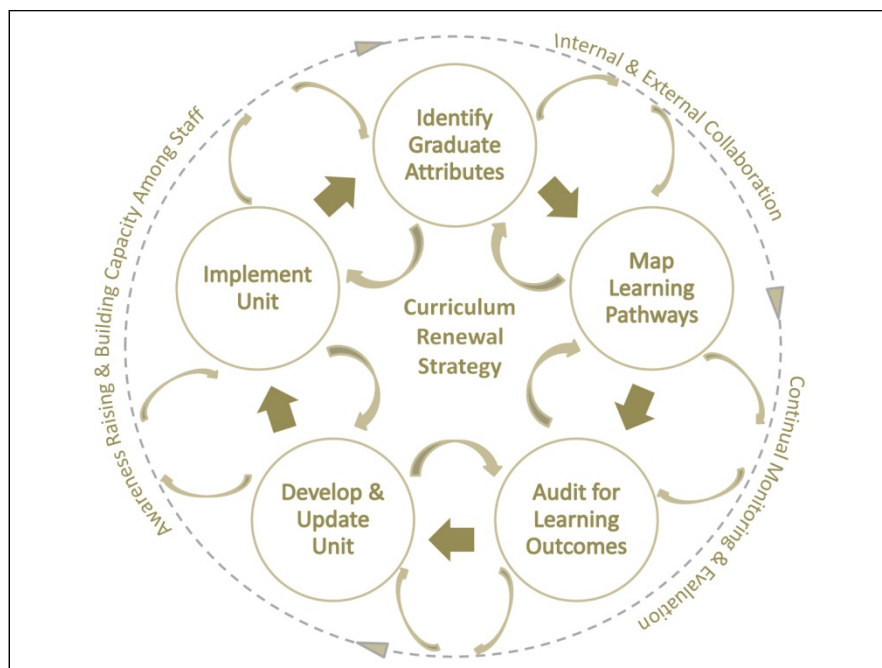 Internal & External Collaboration
Identify
Graduate
Attributes
Awareness Raising & Building Capacity Among Staff
Implement
Unit
Map
Learning
Pathways
Curriculum
Renewal
Strategy
Continual Monitoring & Evaluation
Develop &
Update
Unit
Audit for
Learning
Outcomes